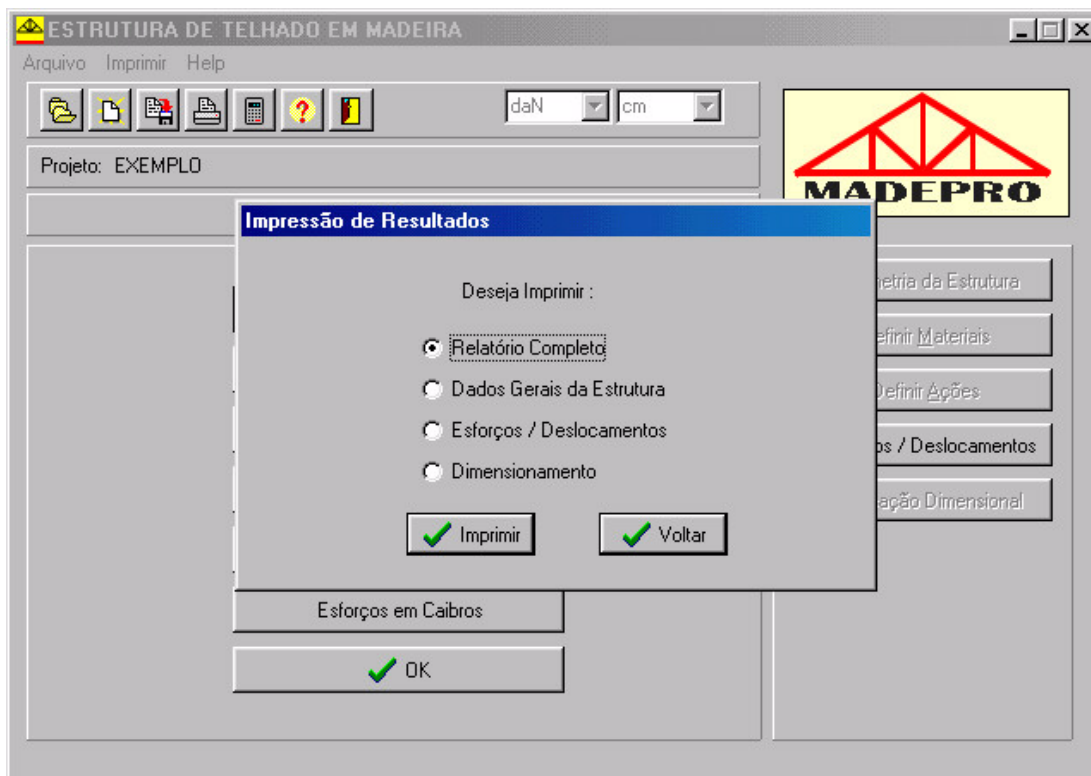 ESTRUTURA DE TELHADO EM MADEIRA
Arquivo Imprimir Help
daN cm
Projeto: EXEMPLO
MADEPRO
Impressão de Resultados
Deseja Imprimir :
Relatório Completo
Dados Gerais da Estrutura
Esforços / Deslocamentos
Dimensionamento
Imprimir Voltar
etria da Estrutura
efinir Materiais
Definir Ações
os / Deslocamentos
ação Dimensional
Esforços em Caibros
OK